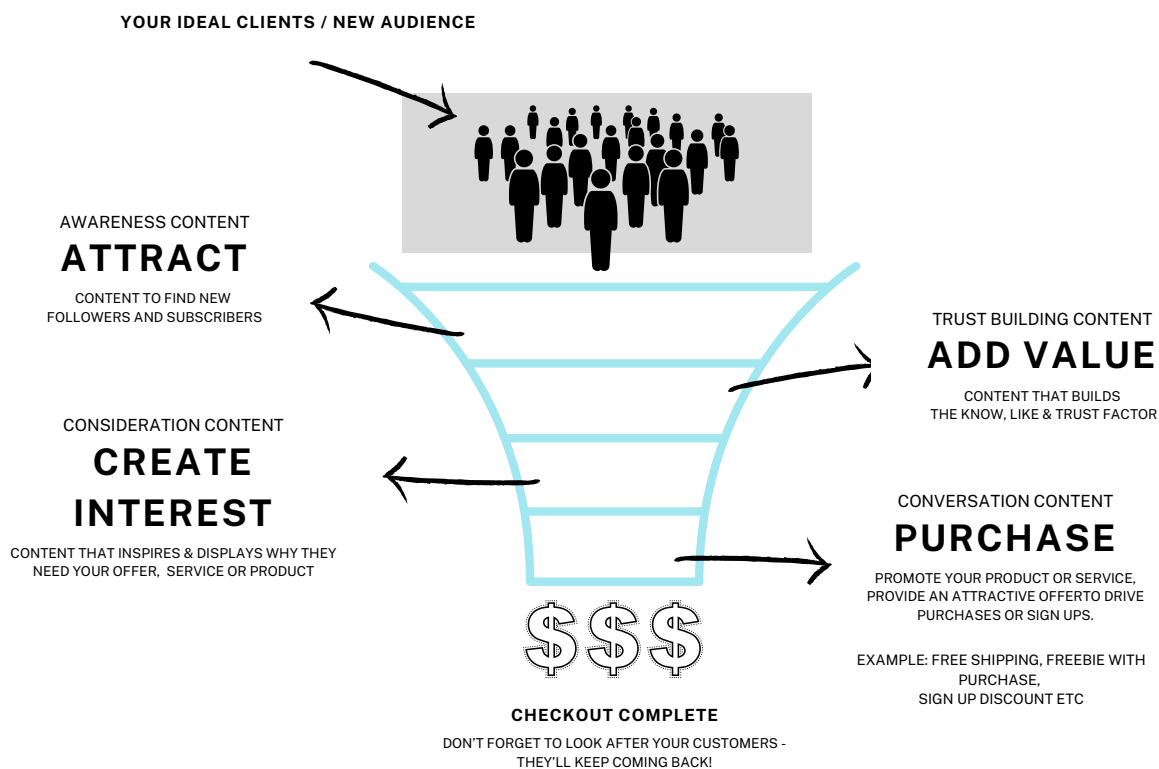 YOUR IDEAL CLIENTS / NEW AUDIENCE
AWARENESS CONTENT
ATTRACT
CONTENT TO FIND NEW
FOLLOWERS AND SUBSCRIBERS
TRUST BUILDING CONTENT
ADD VALUE
CONTENT THAT BUILDS
THE KNOW, LIKE & TRUST FACTOR
CONSIDERATION CONTENT
CREATE
INTEREST
CONTENT THAT INSPIRES & DISPLAYS WHY THEY
NEED YOUR OFFER, SERVICE OR PRODUCT
CONVERSATION CONTENT
PURCHASE
PROMOTE YOUR PRODUCT OR SERVICE,
PROVIDE AN ATTRACTIVE OFFERTO DRIVE
PURCHASES OR SIGN UPS.
EXAMPLE: FREE SHIPPING, FREEBIE WITH
PURCHASE,
SIGN UP DISCOUNT ETC
$$$
CHECKOUT COMPLETE
DON'T FORGET TO LOOK AFTER YOUR CUSTOMERS -
THEY'LL KEEP COMING BACK!